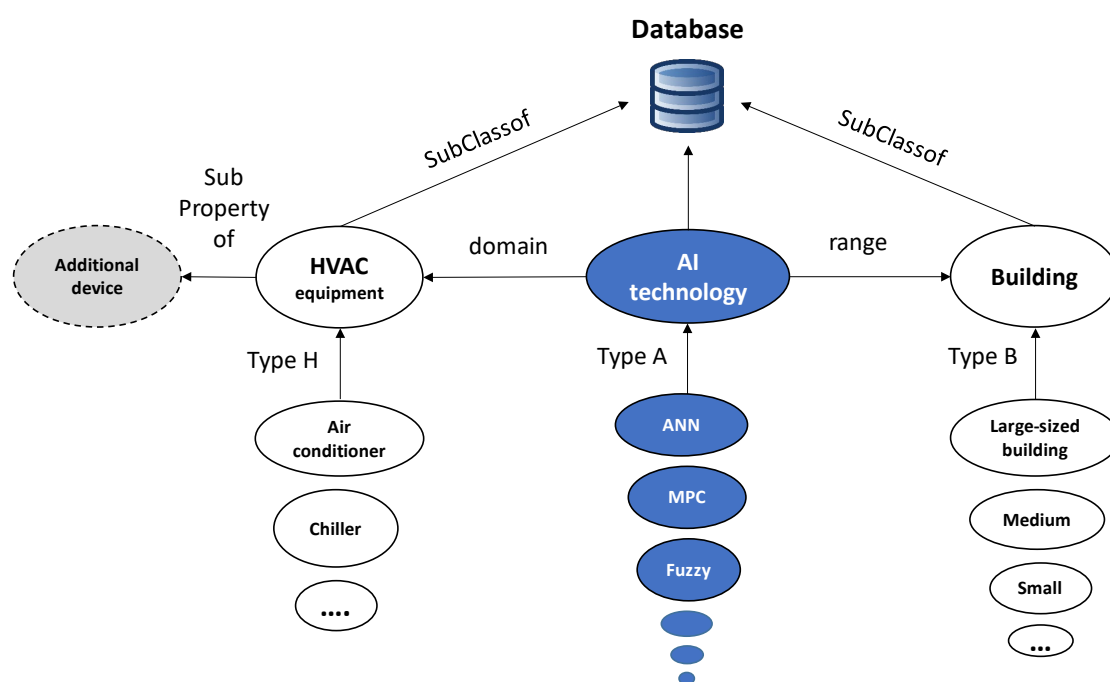 Database
SubClassof
SubClassof
Sub
Property
of
Additional
device
HVAC
equipment
domain
AI
technology
range
Building
Type H
Type A
Type B
Air
conditioner
ANN
Large-sized
building
Chiller
MPC
Medium
Fuzzy
Small
....
...